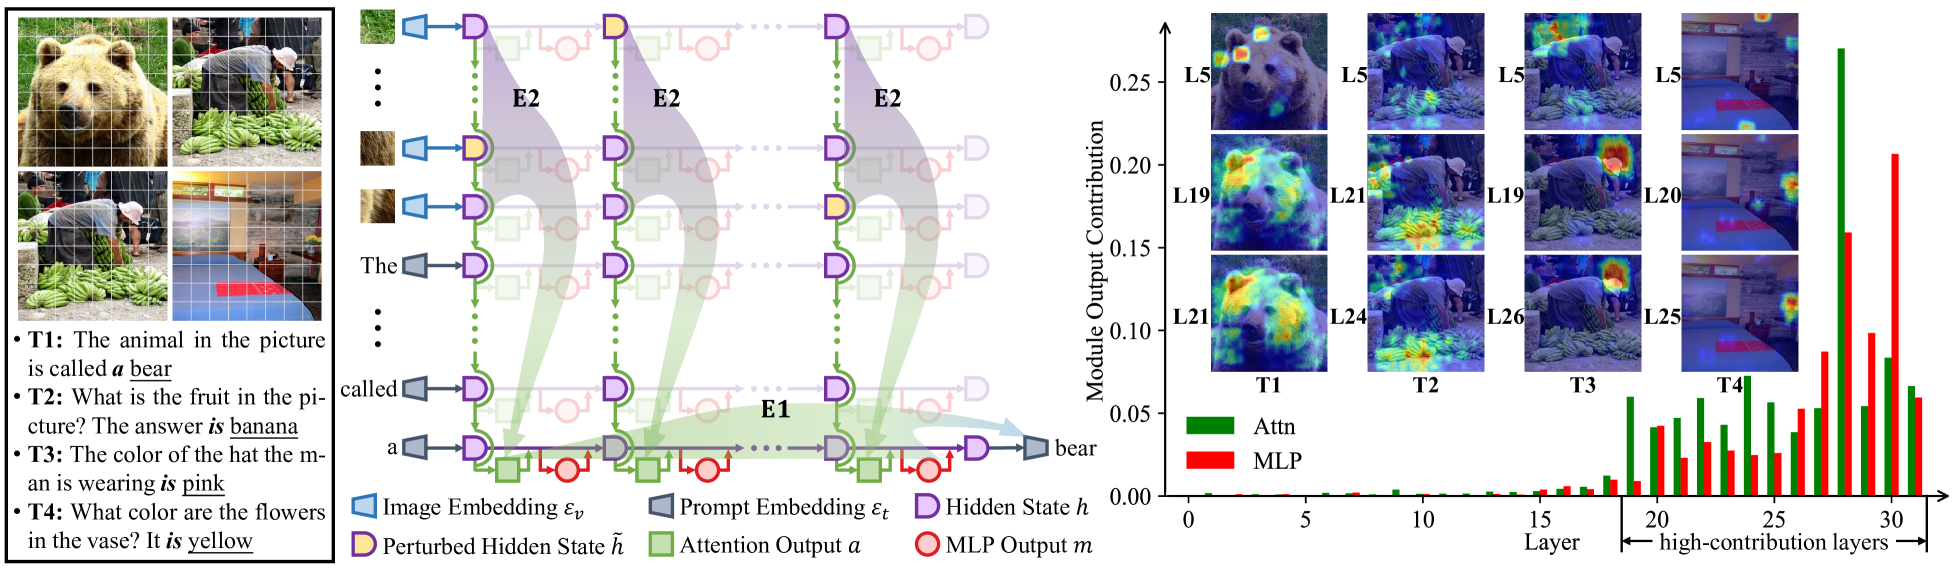 • T1: The animal in the picture
is called a bear
• T2: What is the fruit in the pi-
cture? The answer is banana
• T3: The color of the hat the m-
an is wearing is pink
• T4: What color are the flowers
in the vase? It is yellow
E2
E2
E2
The
called
E1
a
bear
Image Embedding εv
Prompt Embedding εt
Hidden State h
Perturbed Hidden State h̃
Attention Output a
MLP Output m
Module Output Contribution
0.25
0.20
0.15
0.10
0.05
0.00
L5
L5
L5
L5
L19
L21
L19
L20
L21
L24
L26
L25
T1
T2
T3
T4
Attn
MLP
0
5
10
15
20
25
30
Layer
high-contribution layers